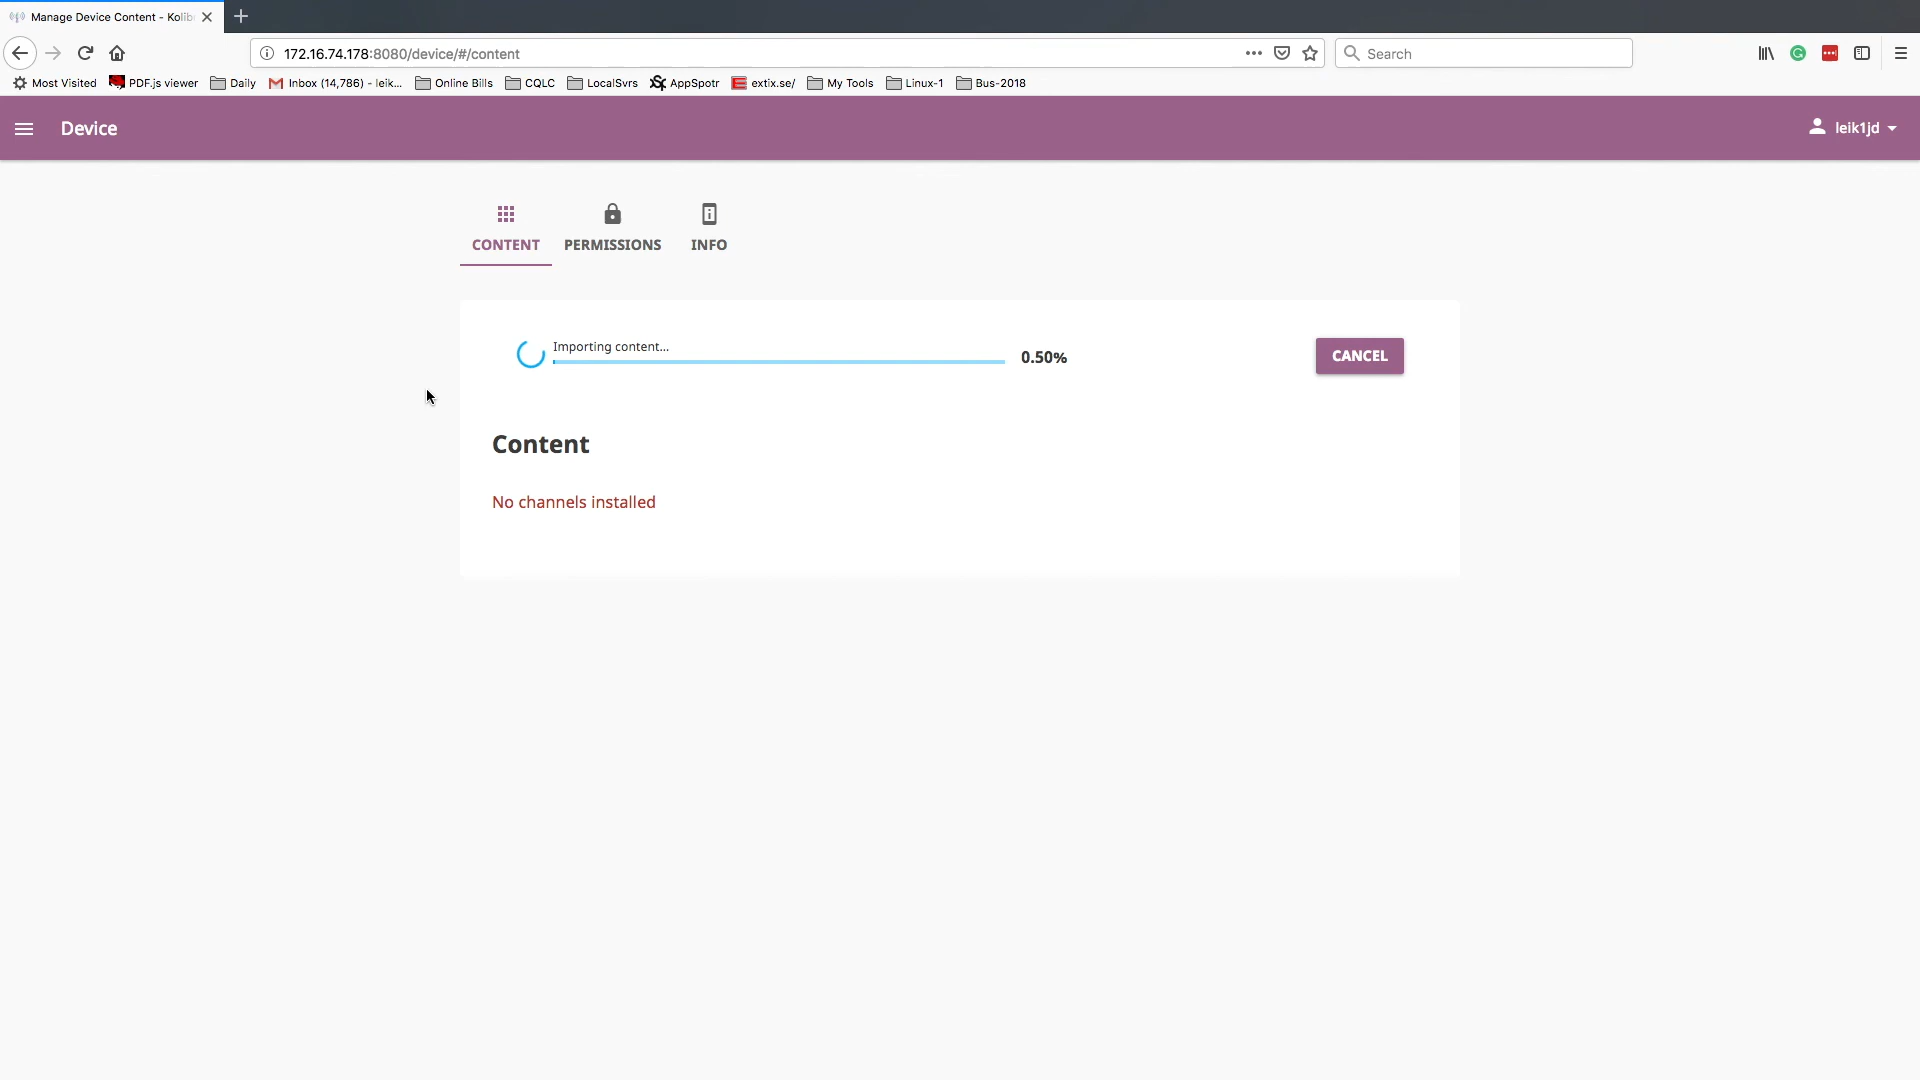 Manage Device Content - Kolib
172.16.74.178:8080/device/#/content
Search
Most Visited
PDF.js viewer
Daily
Inbox (14,786) - leik...
Online Bills
CQLC
LocalSvrs
AppSpotr
extix.se/
My Tools
Linux-1
Bus-2018
Device
leik1jd
CONTENT
PERMISSIONS
INFO
Importing content...
0.50%
CANCEL
Content
No channels installed